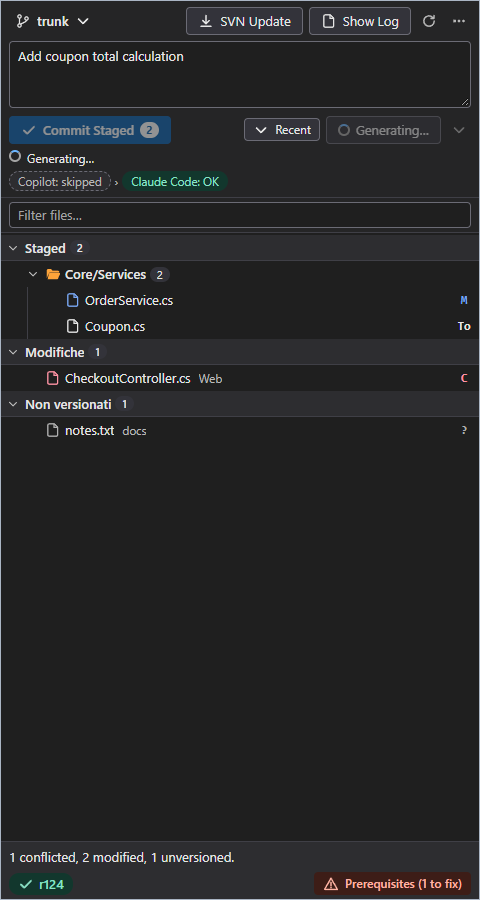 trunk SVN Update Show Log
Add coupon total calculation
Commit Staged 2 Recent Generating...
Generating...
Copilot: skipped › Claude Code: OK
Filter files...
Staged 2
Core/Services 2
OrderService.cs M
Coupon.cs To
Modifiche 1
CheckoutController.cs Web C
Non versionati 1
notes.txt docs ?
1 conflicted, 2 modified, 1 unversioned.
r124 Prerequisites (1 to fix)